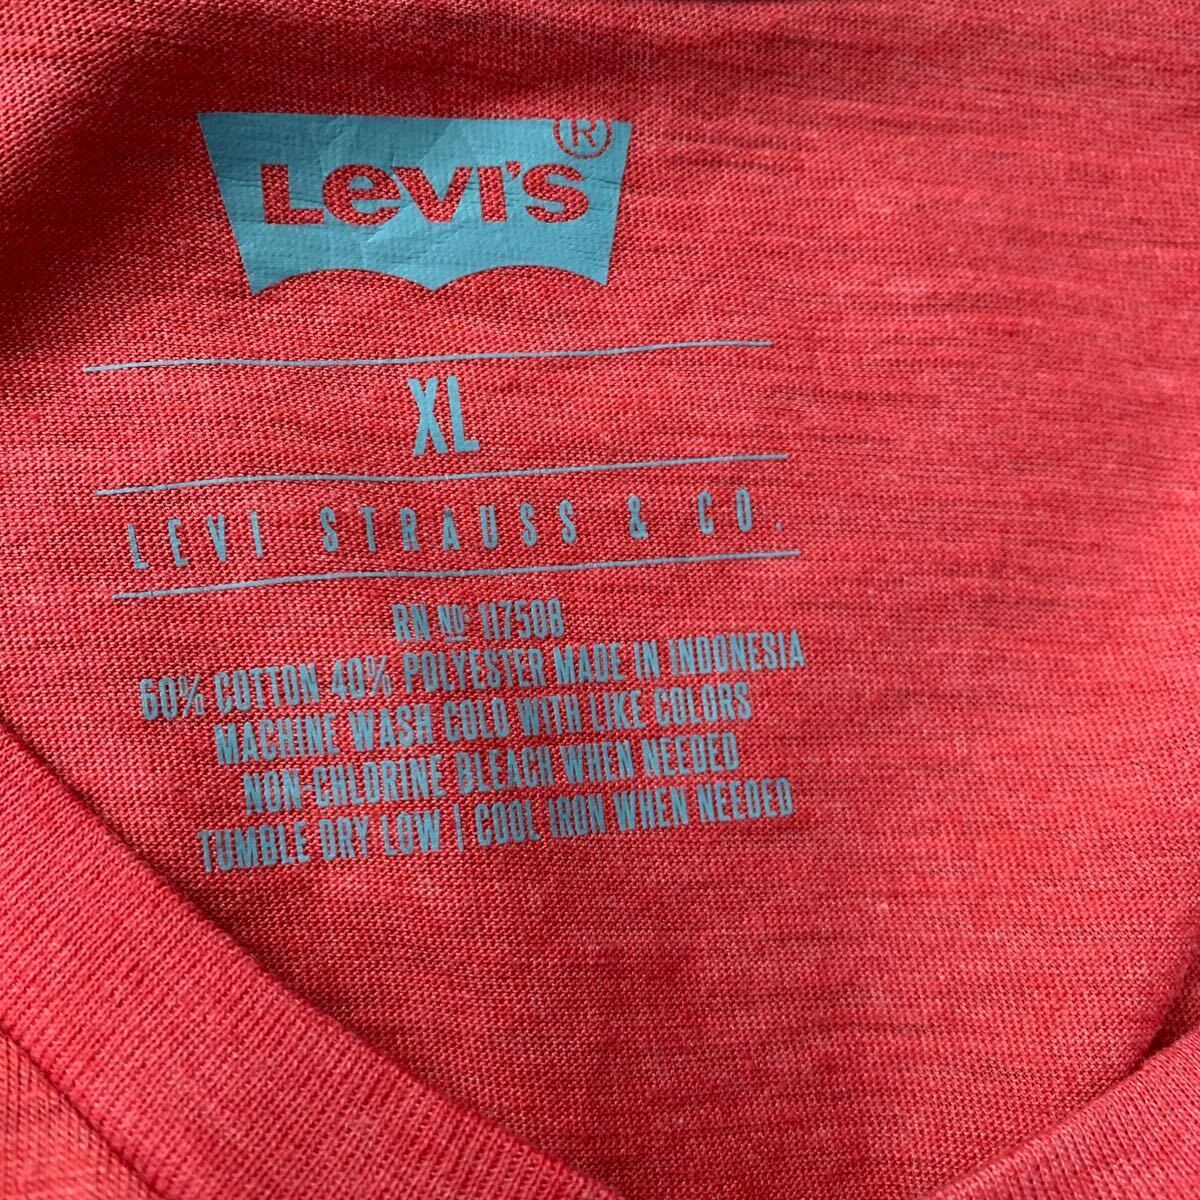 LEVI'S ®
XL
LEVI STRAUSS & CO.
RN No 117508
60% COTTON 40% POLYESTER MADE IN INDONESIA
MACHINE WASH COLD WITH LIKE COLORS
NON-CHLORINE BLEACH WHEN NEEDED
TUMBLE DRY LOW | COOL IRON WHEN NEEDED